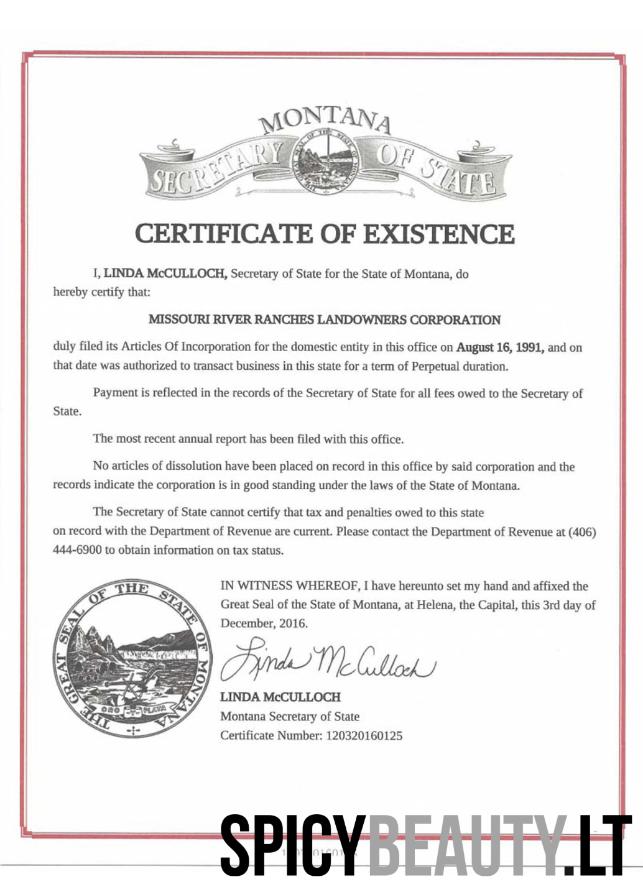 MONTANA
SECRETARY OF STATE
CERTIFICATE OF EXISTENCE
I, LINDA McCULLOCH, Secretary of State for the State of Montana, do
hereby certify that:
MISSOURI RIVER RANCHES LANDOWNERS CORPORATION
duly filed its Articles Of Incorporation for the domestic entity in this office on August 16, 1991, and on
that date was authorized to transact business in this state for a term of Perpetual duration.
Payment is reflected in the records of the Secretary of State for all fees owed to the Secretary of
State.
The most recent annual report has been filed with this office.
No articles of dissolution have been placed on record in this office by said corporation and the
records indicate the corporation is in good standing under the laws of the State of Montana.
The Secretary of State cannot certify that tax and penalties owed to this state
on record with the Department of Revenue are current. Please contact the Department of Revenue at (406)
444-6900 to obtain information on tax status.
IN WITNESS WHEREOF, I have hereunto set my hand and affixed the
Great Seal of the State of Montana, at Helena, the Capital, this 3rd day of
December, 2016.
Linda McCulloch
LINDA McCULLOCH
Montana Secretary of State
Certificate Number: 120320160125
THE GREAT SEAL OF THE STATE OF MONTANA
ORO Y PLATA
SPICYBEAUTY.LT